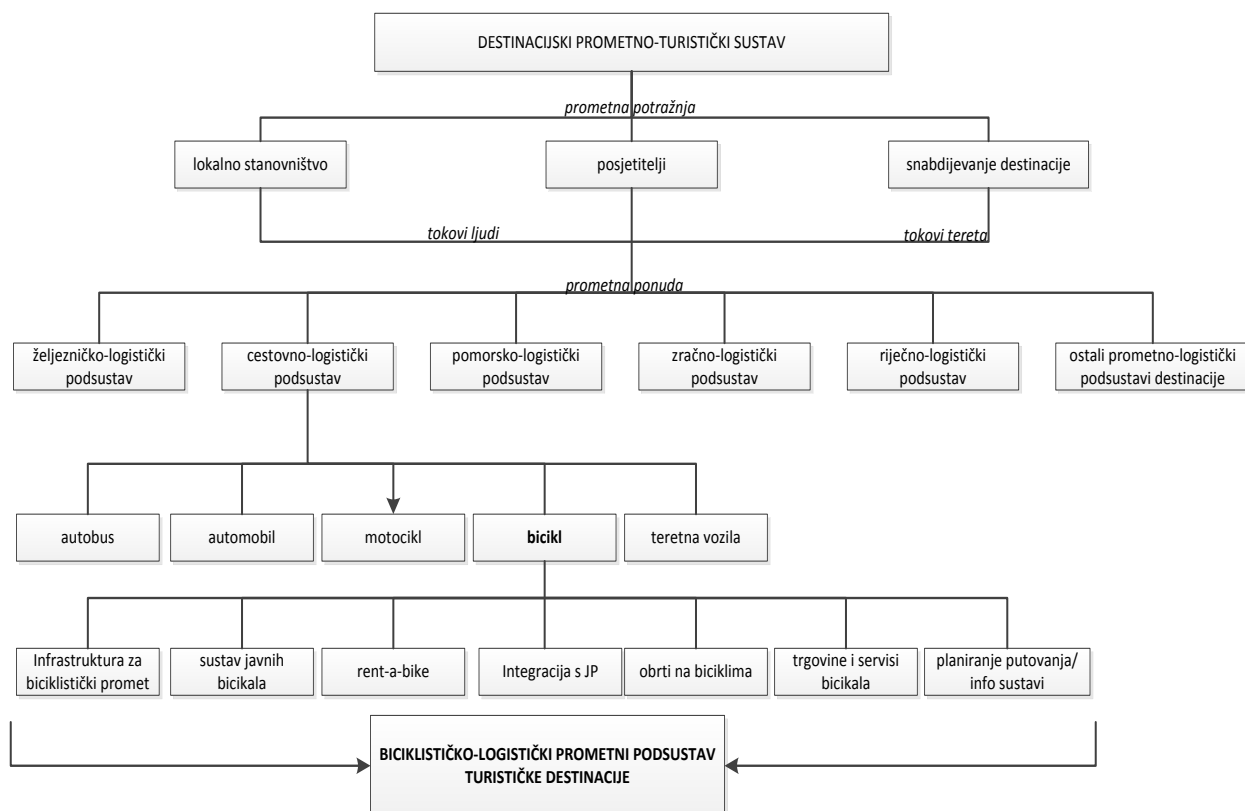 DESTINACIJSKI PROMETNO-TURISTIČKI SUSTAV
prometna potražnja
lokalno stanovništvo
posjetitelji
snabdijevanje destinacije
tokovi ljudi
tokovi tereta
prometna ponuda
željezničko-logistički
podsustav
cestovno-logistički
podsustav
pomorsko-logistički
podsustav
zračno-logistički
podsustav
riječno-logistički
podsustav
ostali prometno-logistički
podsustavi destinacije
autobus
automobil
motocikl
bicikl
teretna vozila
Infrastruktura za
biciklistički promet
sustav javnih
bicikala
rent-a-bike
Integracija s JP
obrti na biciklima
trgovine i servisi
bicikala
planiranje putovanja/
info sustavi
BICIKLISTIČKO-LOGISTIČKI PROMETNI PODSUSTAV
TURISTIČKE DESTINACIJE